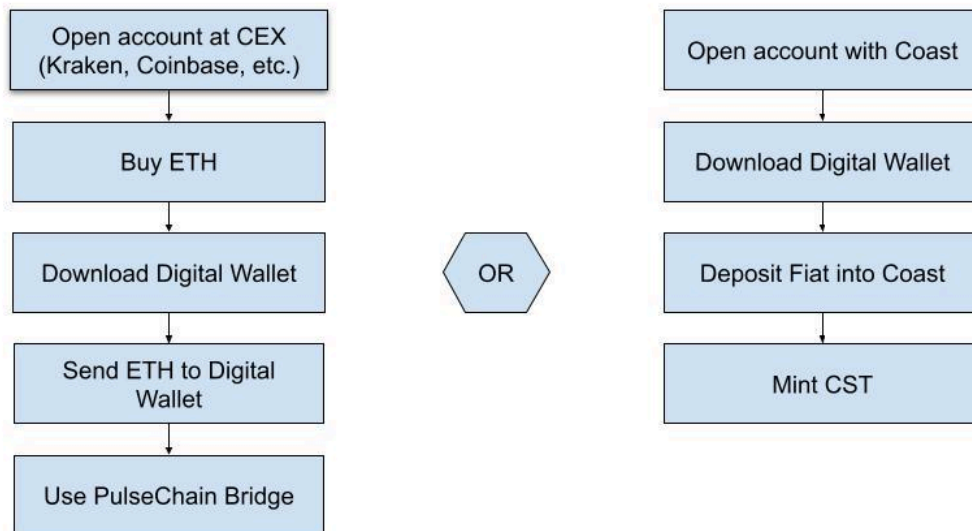 Open account at CEX
(Kraken, Coinbase, etc.)
Buy ETH
Download Digital Wallet
Send ETH to Digital
Wallet
Use PulseChain Bridge
OR
Open account with Coast
Download Digital Wallet
Deposit Fiat into Coast
Mint CST